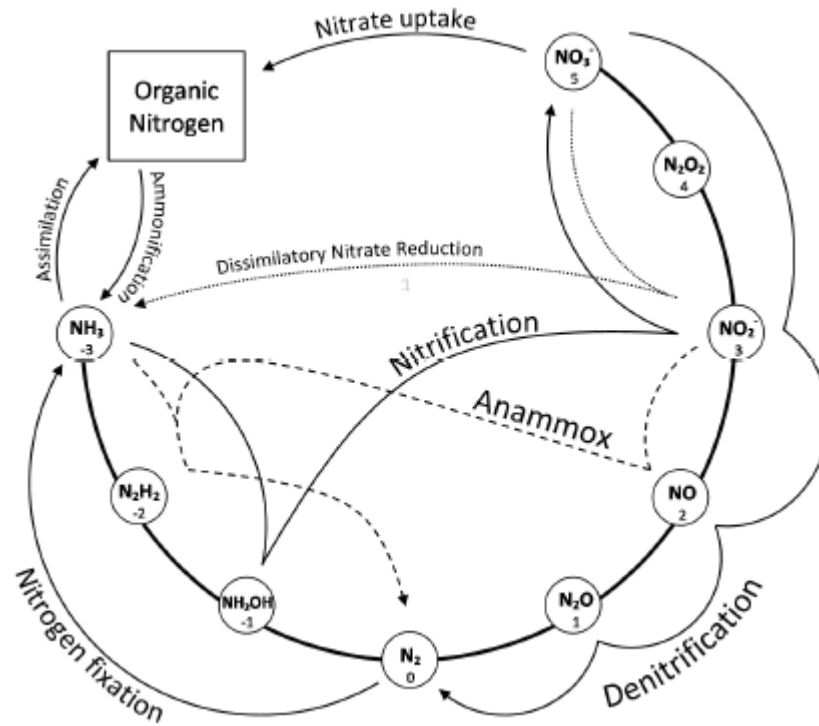 Nitrate uptake
NO₃⁻
5
Organic
Nitrogen
N₂O₂
4
Assimilation
Ammonification
Dissimilatory Nitrate Reduction
1
NH₃
-3
Nitrification
NO₂⁻
3
Anammox
N₂H₂
-2
NO
2
NH₂OH
-1
N₂O
1
N₂
0
Nitrogen fixation
Denitrification